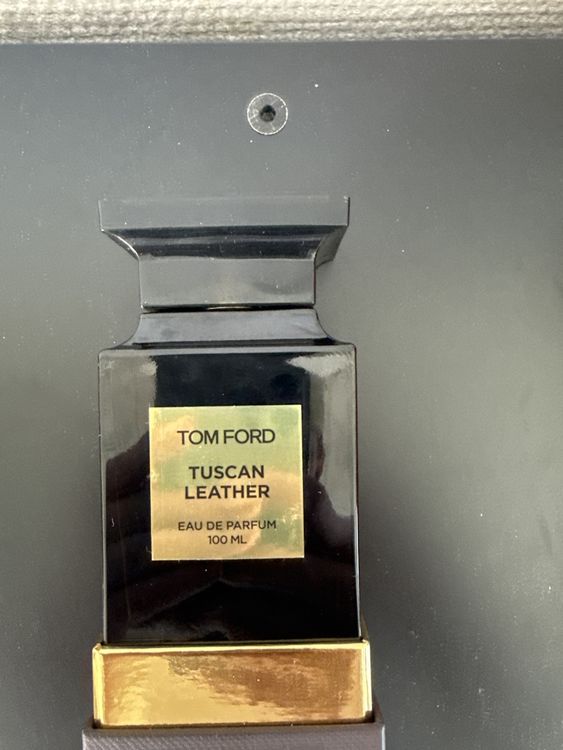 TOM FORD
TUSCAN
LEATHER
EAU DE PARFUM
100 ML